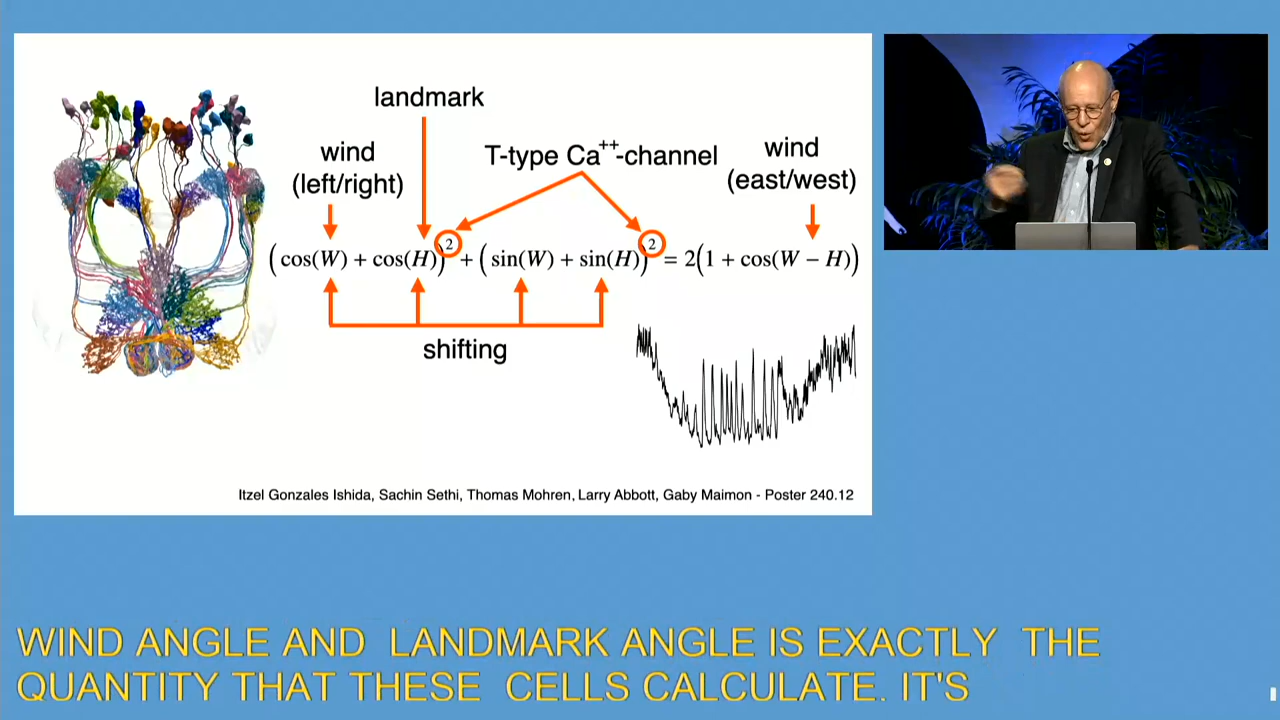 landmark
wind
(left/right)
T-type Ca⁺⁺-channel
wind
(east/west)
(cos(W) + cos(H))² + (sin(W) + sin(H))² = 2(1 + cos(W − H))
shifting
Itzel Gonzales Ishida, Sachin Sethi, Thomas Mohren, Larry Abbott, Gaby Maimon - Poster 240.12
WIND ANGLE AND LANDMARK ANGLE IS EXACTLY THE
QUANTITY THAT THESE CELLS CALCULATE. IT'S